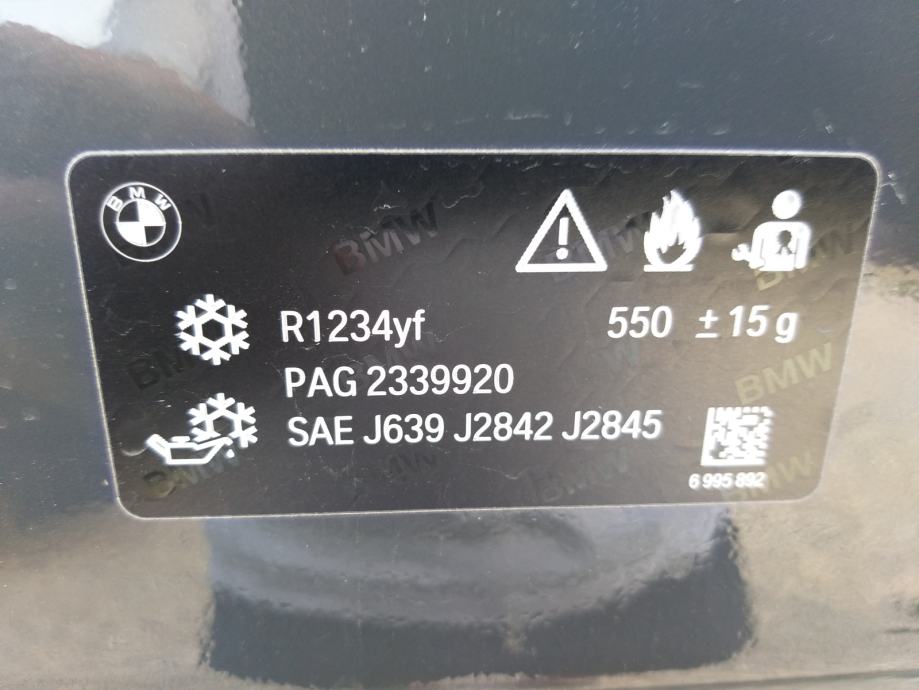 BMW
R1234yf 550 ± 15 g
PAG 2339920
SAE J639 J2842 J2845
6 995 892